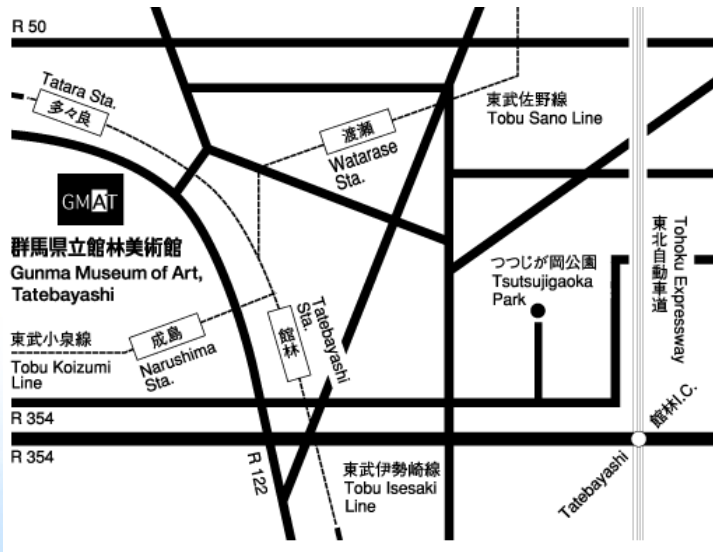 R 50
Tatara Sta.
多々良
渡瀬
Watarase
Sta.
東武佐野線
Tobu Sano Line
GMAT
群馬県立館林美術館
Gunma Museum of Art,
Tatebayashi
つつじが岡公園
Tsutsujigaoka
Park
Tohoku Expressway
東北自動車道
東武小泉線
Tobu Koizumi
Line
成島
Narushima
Sta.
館林
Tatebayashi
Sta.
R 354
R 354
R 122
東武伊勢崎線
Tobu Isesaki
Line
館林I.C.
Tatebayashi